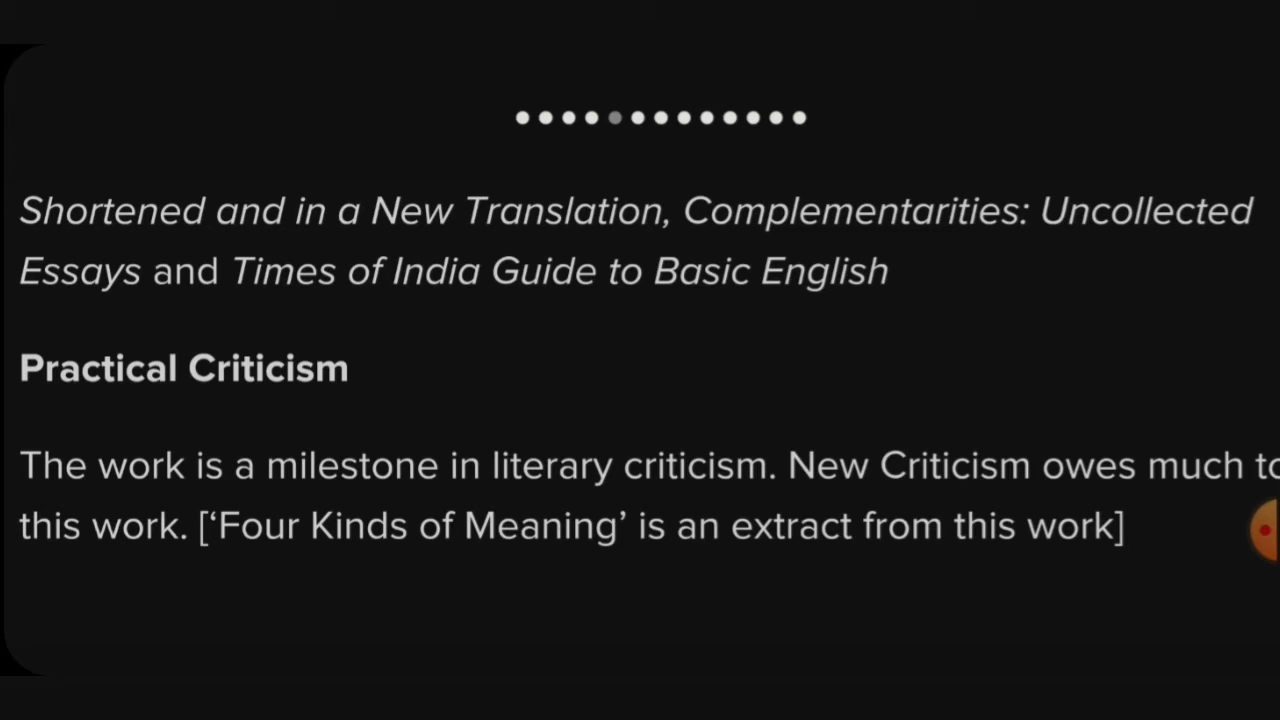 Shortened and in a New Translation, Complementarities: Uncollected
Essays and Times of India Guide to Basic English
Practical Criticism
The work is a milestone in literary criticism. New Criticism owes much to
this work. [‘Four Kinds of Meaning’ is an extract from this work]